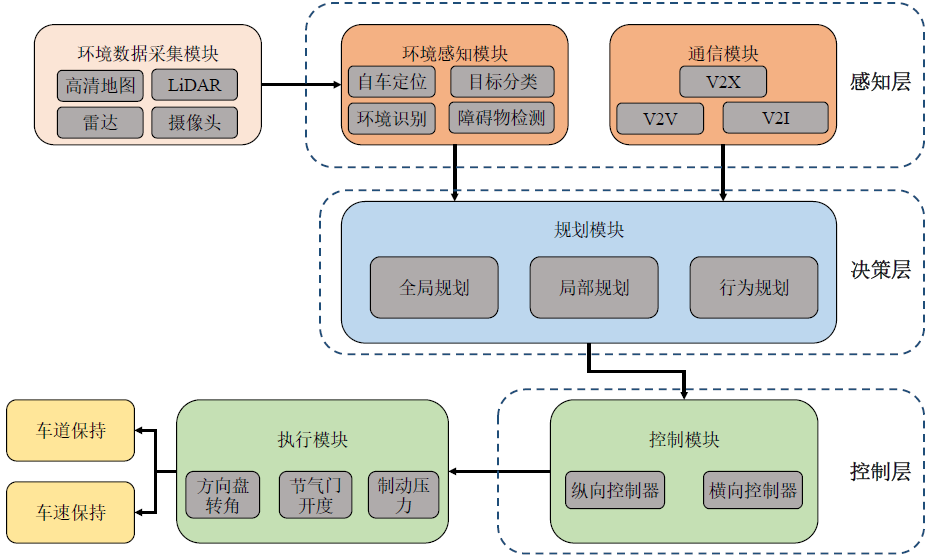 环境数据采集模块
高清地图
LiDAR
雷达
摄像头
环境感知模块
自车定位
目标分类
环境识别
障碍物检测
通信模块
V2X
V2V
V2I
感知层
规划模块
全局规划
局部规划
行为规划
决策层
车道保持
车速保持
执行模块
方向盘
转角
节气门
开度
制动压
力
控制模块
纵向控制器
横向控制器
控制层